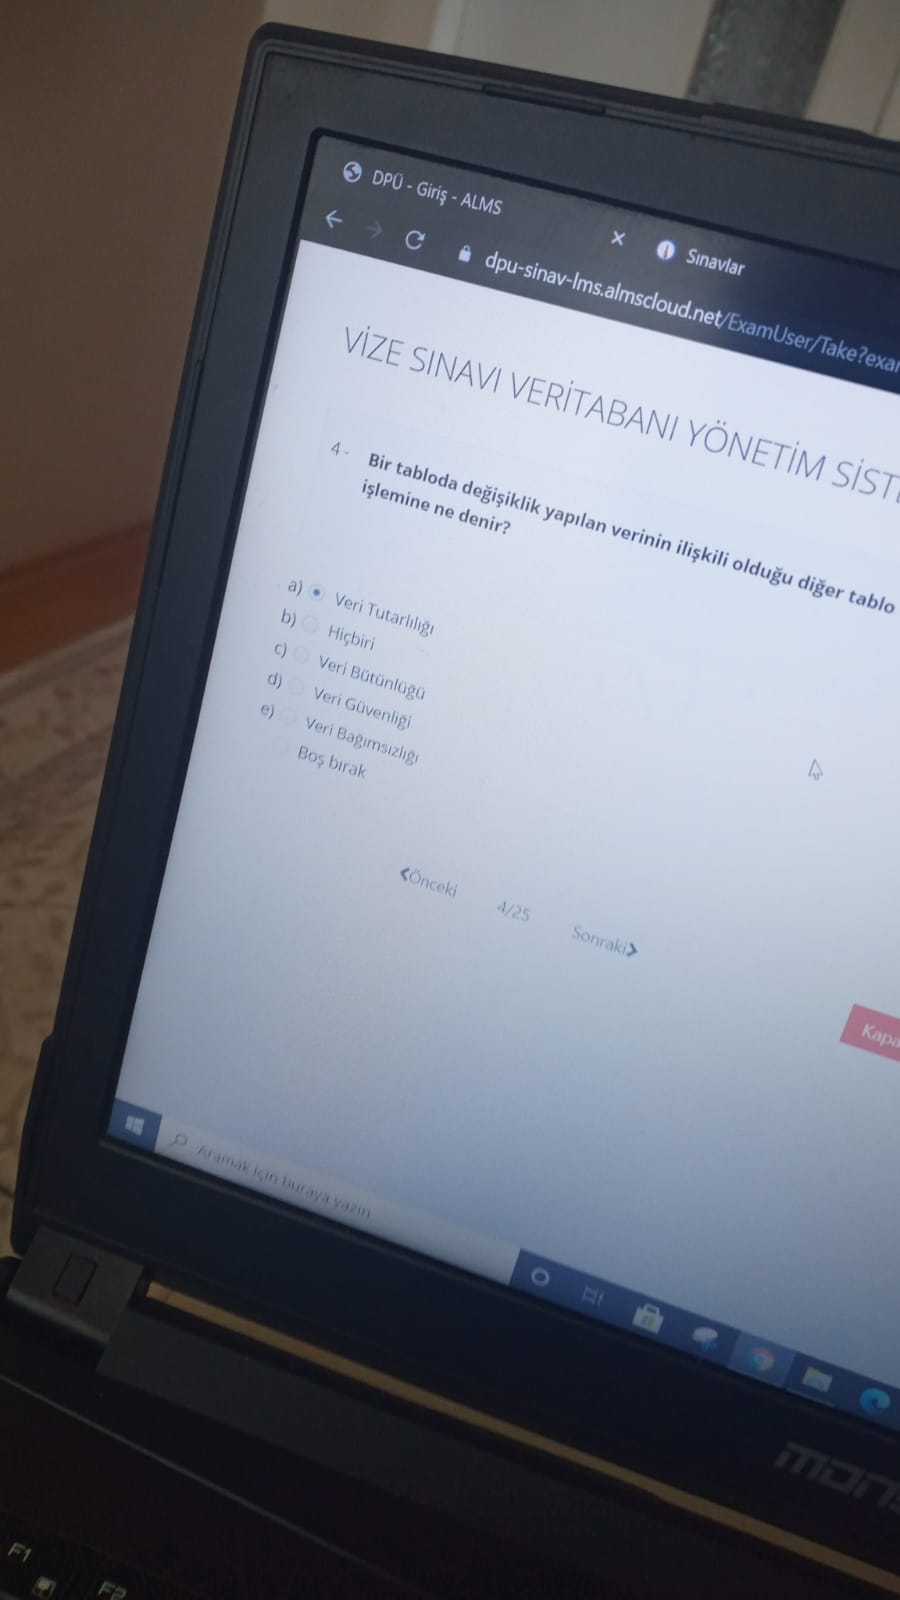 DPÜ - Giriş - ALMS
Sınavlar
dpu-sinav-lms.almscloud.net/ExamUser/Take?exam
VİZE SINAVI VERİTABANI YÖNETİM SİSTE
4 - Bir tabloda değişiklik yapılan verinin ilişkili olduğu diğer tablo
işlemine ne denir?
a) Veri Tutarlılığı
b) Hiçbiri
c) Veri Bütünlüğü
d) Veri Güvenliği
e) Veri Bağımsızlığı
Boş bırak
Önceki
4/25
Sonraki
Kapa
Aramak için buraya yazın
F1
F2